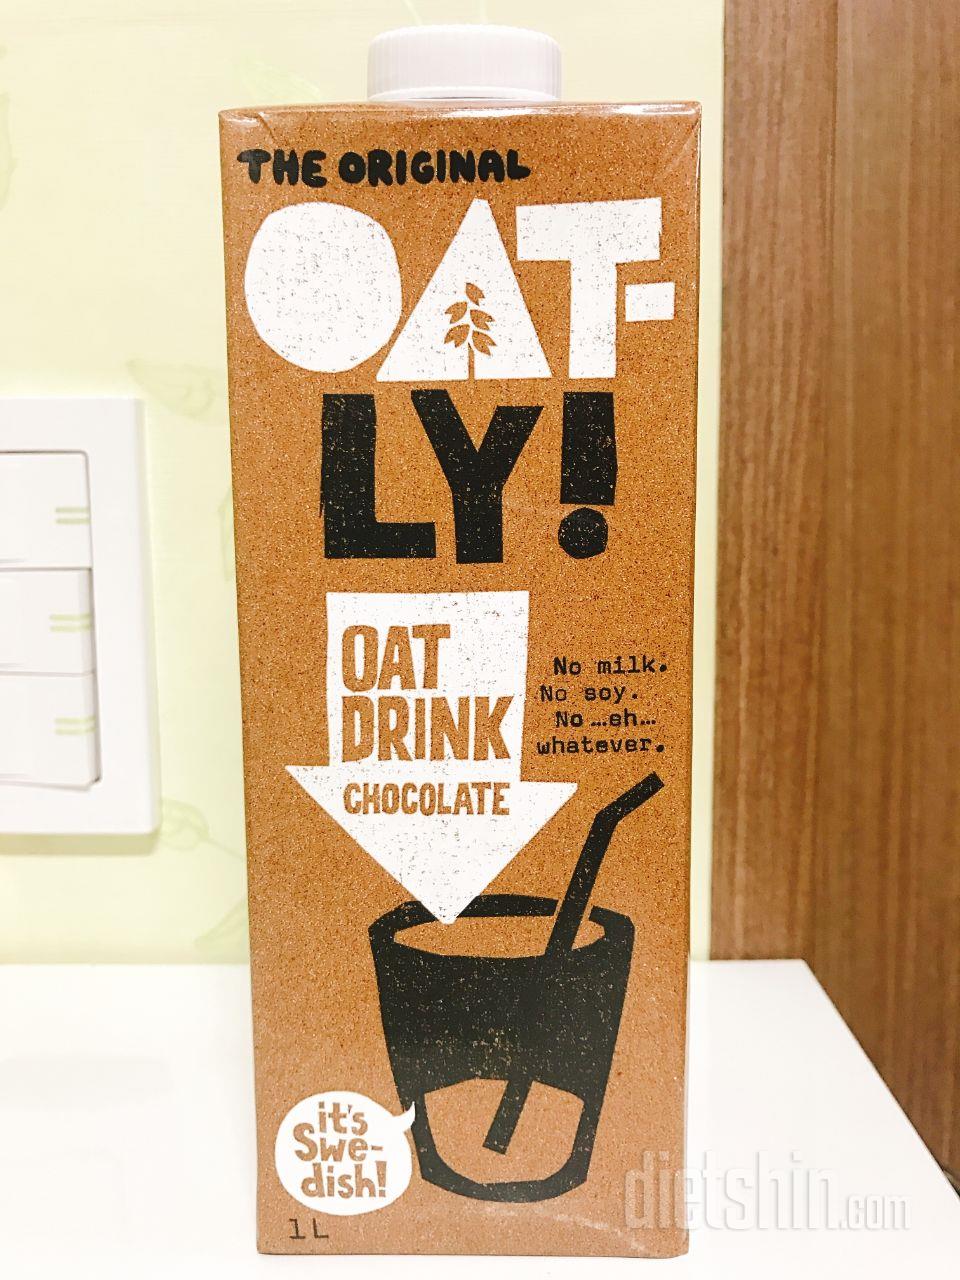 THE ORIGINAL
OAT-
LY!
OAT
DRINK
CHOCOLATE
No milk.
No soy.
No ...eh...
whatever.
it's
Swe-
dish!
1L
dietshin.com